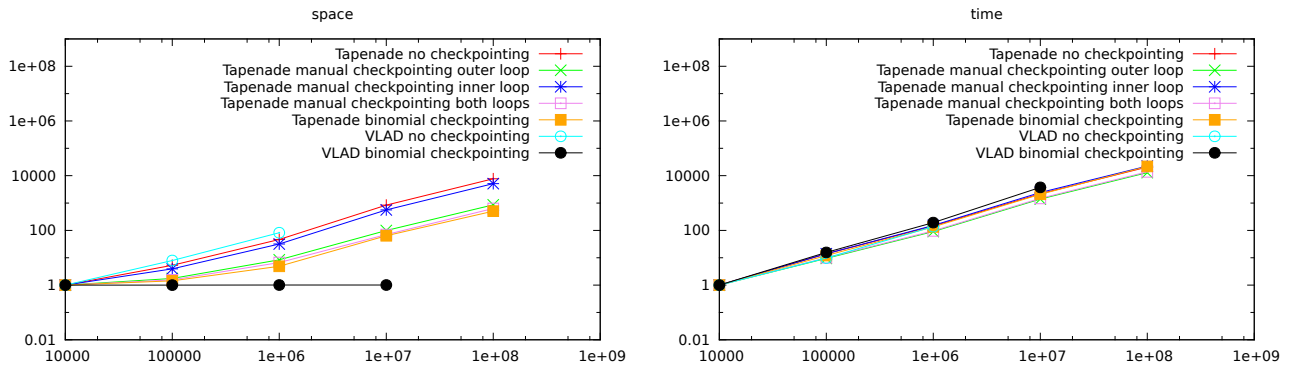 space
1e+08
1e+06
10000
100
1
0.01
10000
100000
1e+06
1e+07
1e+08
1e+09
Tapenade no checkpointing
Tapenade manual checkpointing outer loop
Tapenade manual checkpointing inner loop
Tapenade manual checkpointing both loops
Tapenade binomial checkpointing
VLAD no checkpointing
VLAD binomial checkpointing
time
1e+08
1e+06
10000
100
1
0.01
10000
100000
1e+06
1e+07
1e+08
1e+09
Tapenade no checkpointing
Tapenade manual checkpointing outer loop
Tapenade manual checkpointing inner loop
Tapenade manual checkpointing both loops
Tapenade binomial checkpointing
VLAD no checkpointing
VLAD binomial checkpointing